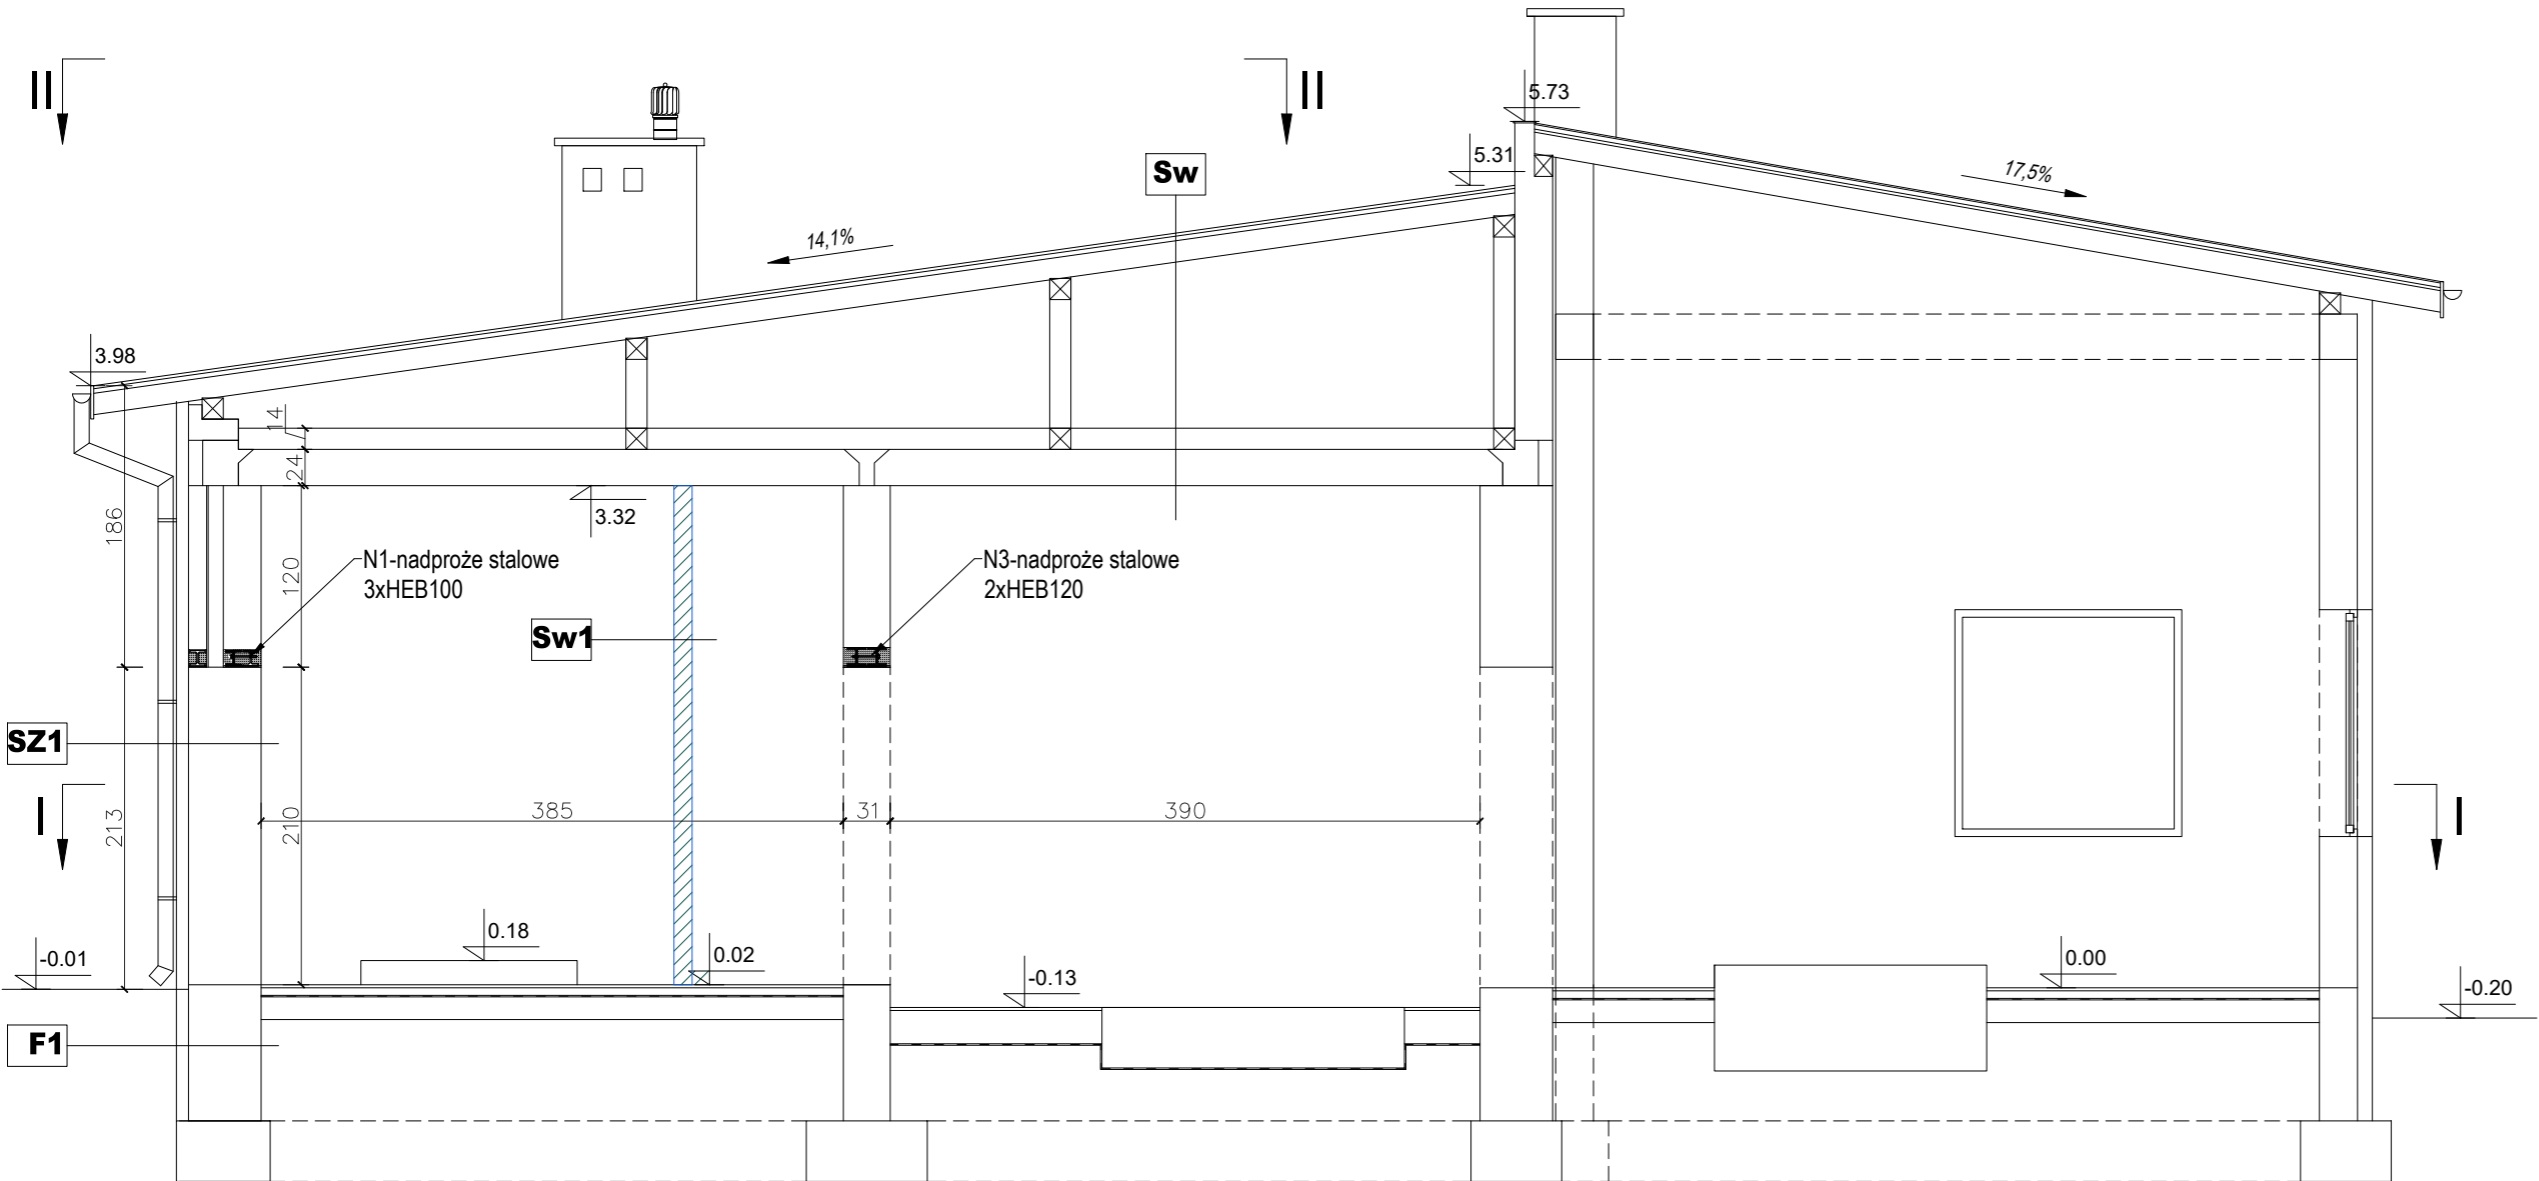 II
II
5.73
5.31
Sw
17,5%
14,1%
3.98
14
24
186
3.32
N1-nadproże stalowe
3xHEB100
120
N3-nadproże stalowe
2xHEB120
Sw1
SZ1
I
I
213
210
385
31
390
0.18
-0.01
0.02
-0.13
0.00
-0.20
F1